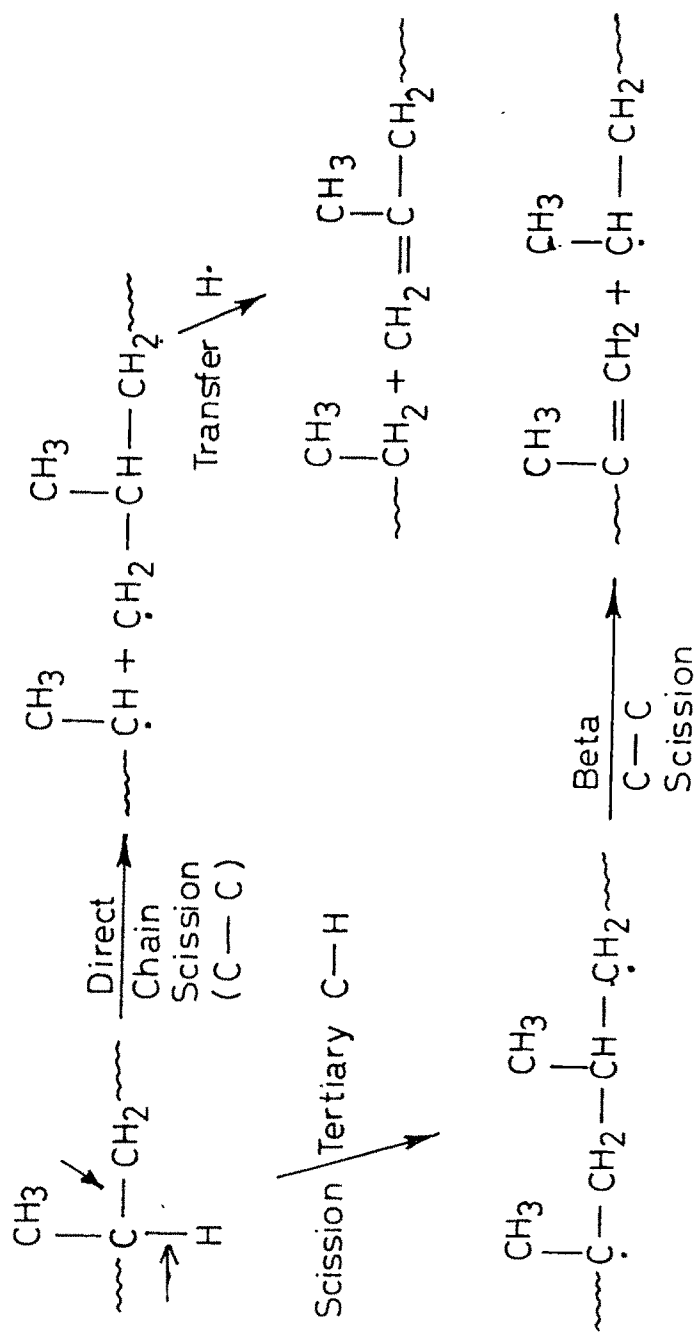 CH3
~~C—CH2~~
H
Direct
Chain
Scission
(C—C)
CH3 CH3
~~CH + CH2—CH—CH2~~
Transfer H·
CH3 CH3
~~CH2 + CH2=C—CH2~~
Scission Tertiary C—H
CH3 CH3
~~C—CH2—CH—CH2~~
Beta
C—C
Scission
CH3 CH3
~~C=CH2 + CH—CH2~~